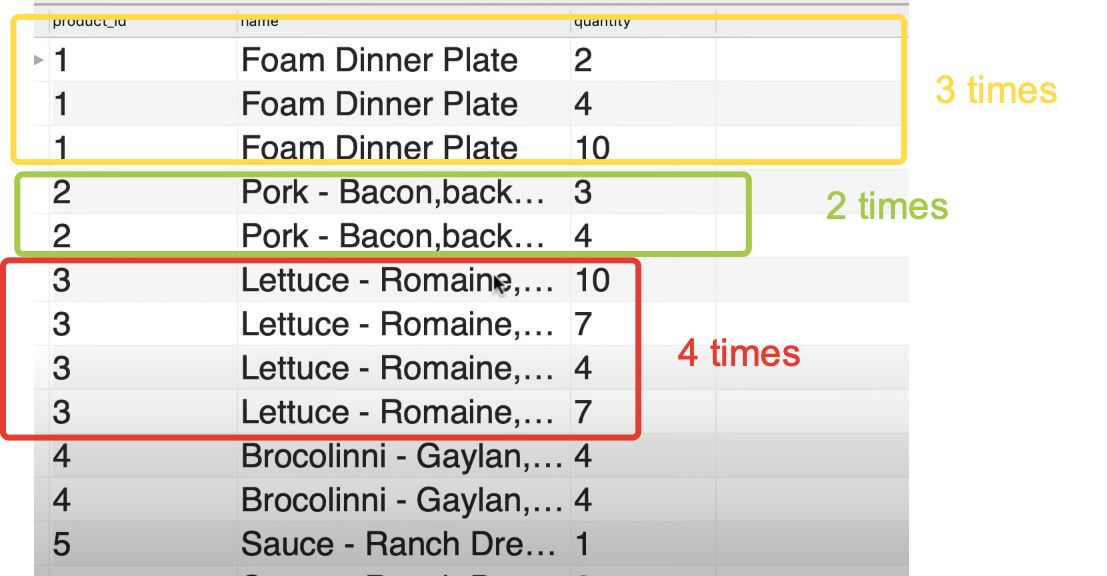 product_id name quantity
1 Foam Dinner Plate 2
1 Foam Dinner Plate 4
1 Foam Dinner Plate 10
3 times
2 Pork - Bacon,back... 3
2 times
2 Pork - Bacon,back... 4
3 Lettuce - Romaine,... 10
3 Lettuce - Romaine,... 7
4 times
3 Lettuce - Romaine,... 4
3 Lettuce - Romaine,... 7
4 Brocolinni - Gaylan,... 4
4 Brocolinni - Gaylan,... 4
5 Sauce - Ranch Dre... 1